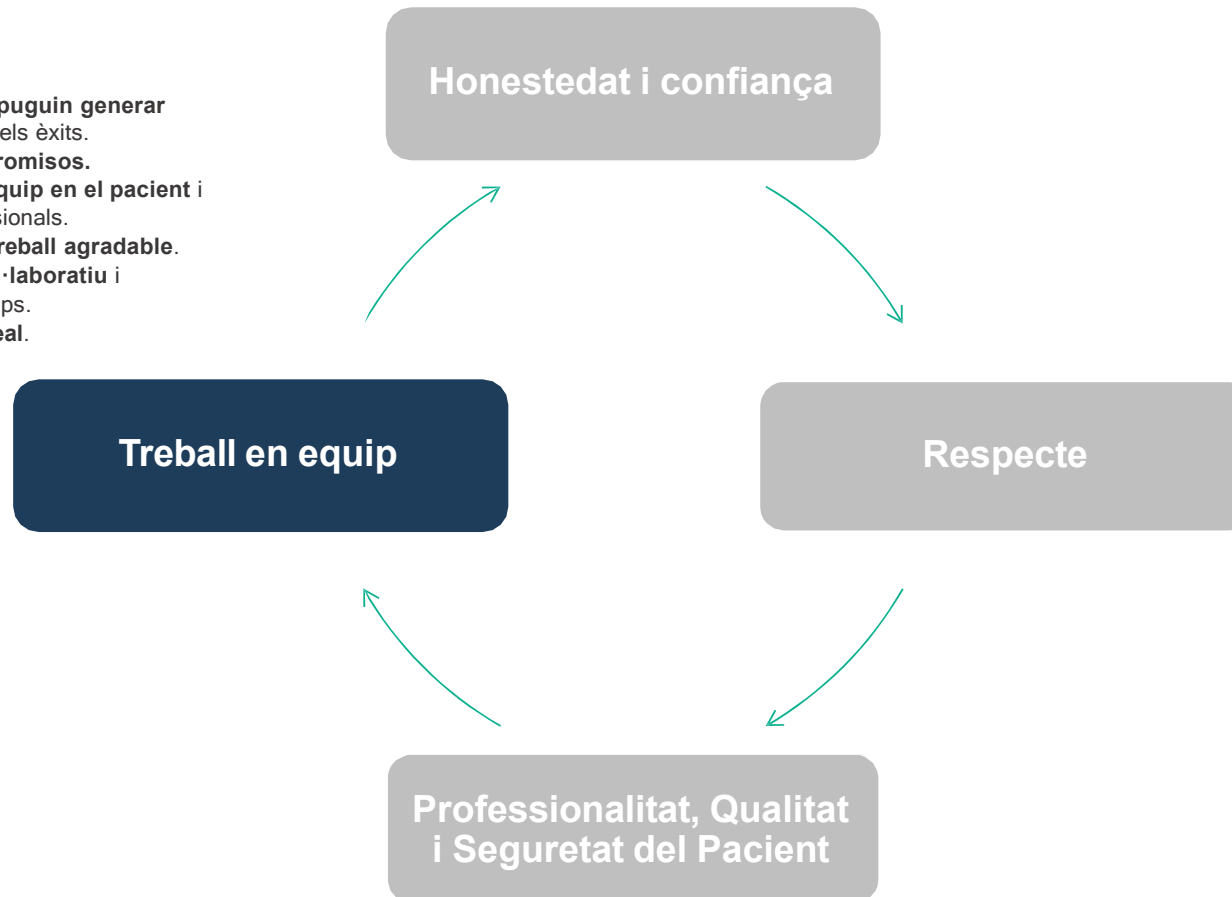 Honestedat i confiança
puguin generar
els èxits.
romisos.
quip en el pacient i
sionals.
reball agradable.
·laboratiu i
ps.
eal.
Treball en equip
Respecte
Professionalitat, Qualitat
i Seguretat del Pacient